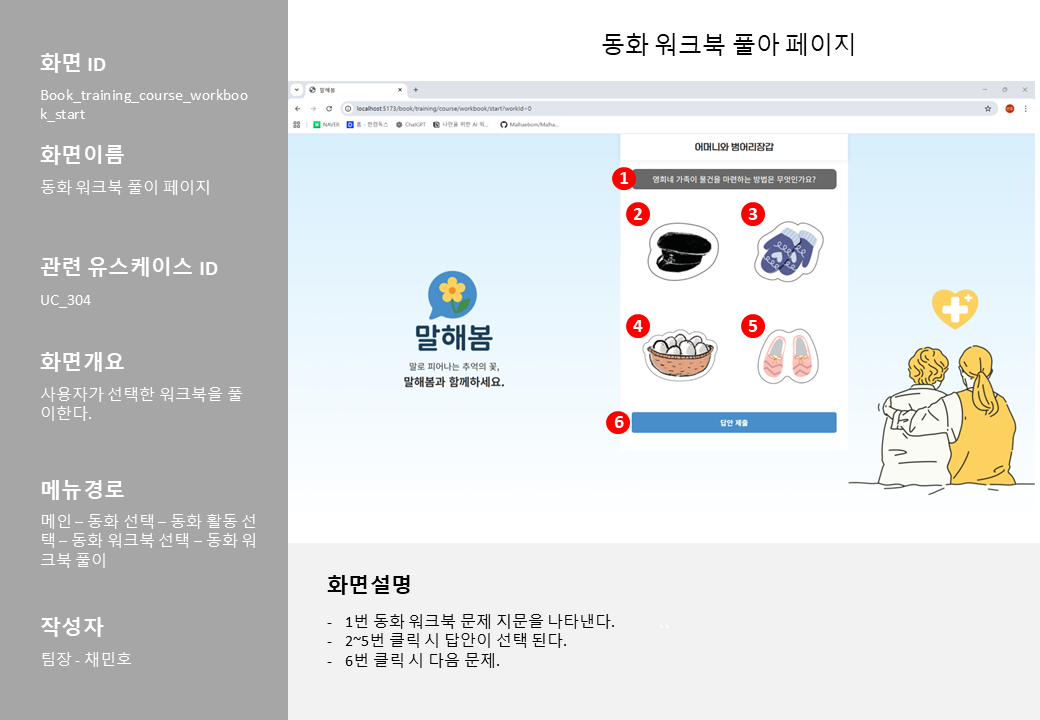 화면 ID
Book_training_course_workboo
k_start
화면이름
동화 워크북 풀이 페이지
관련 유스케이스 ID
UC_304
화면개요
사용자가 선택한 워크북을 풀
이한다.
메뉴경로
메인 – 동화 선택 – 동화 활동 선
택 – 동화 워크북 선택 – 동화 워
크북 풀이
작성자
팀장 - 채민호
동화 워크북 풀아 페이지
말해봄
localhost:5173/book/training/course/workbook/start?workId=0
NAVER
홈 - 한컴독스
ChatGPT
나만을 위한 AI 워...
Malhaebom/Malha...
어머니와 벙어리장갑
1 영희네 가족이 물건을 마련하는 방법은 무엇인가요?
2 3
4 5
6 답안 제출
말해봄
말로 피어나는 추억의 꽃,
말해봄과 함께하세요.
화면설명
- 1번 동화 워크북 문제 지문을 나타낸다.
- 2~5번 클릭 시 답안이 선택 된다.
- 6번 클릭 시 다음 문제.